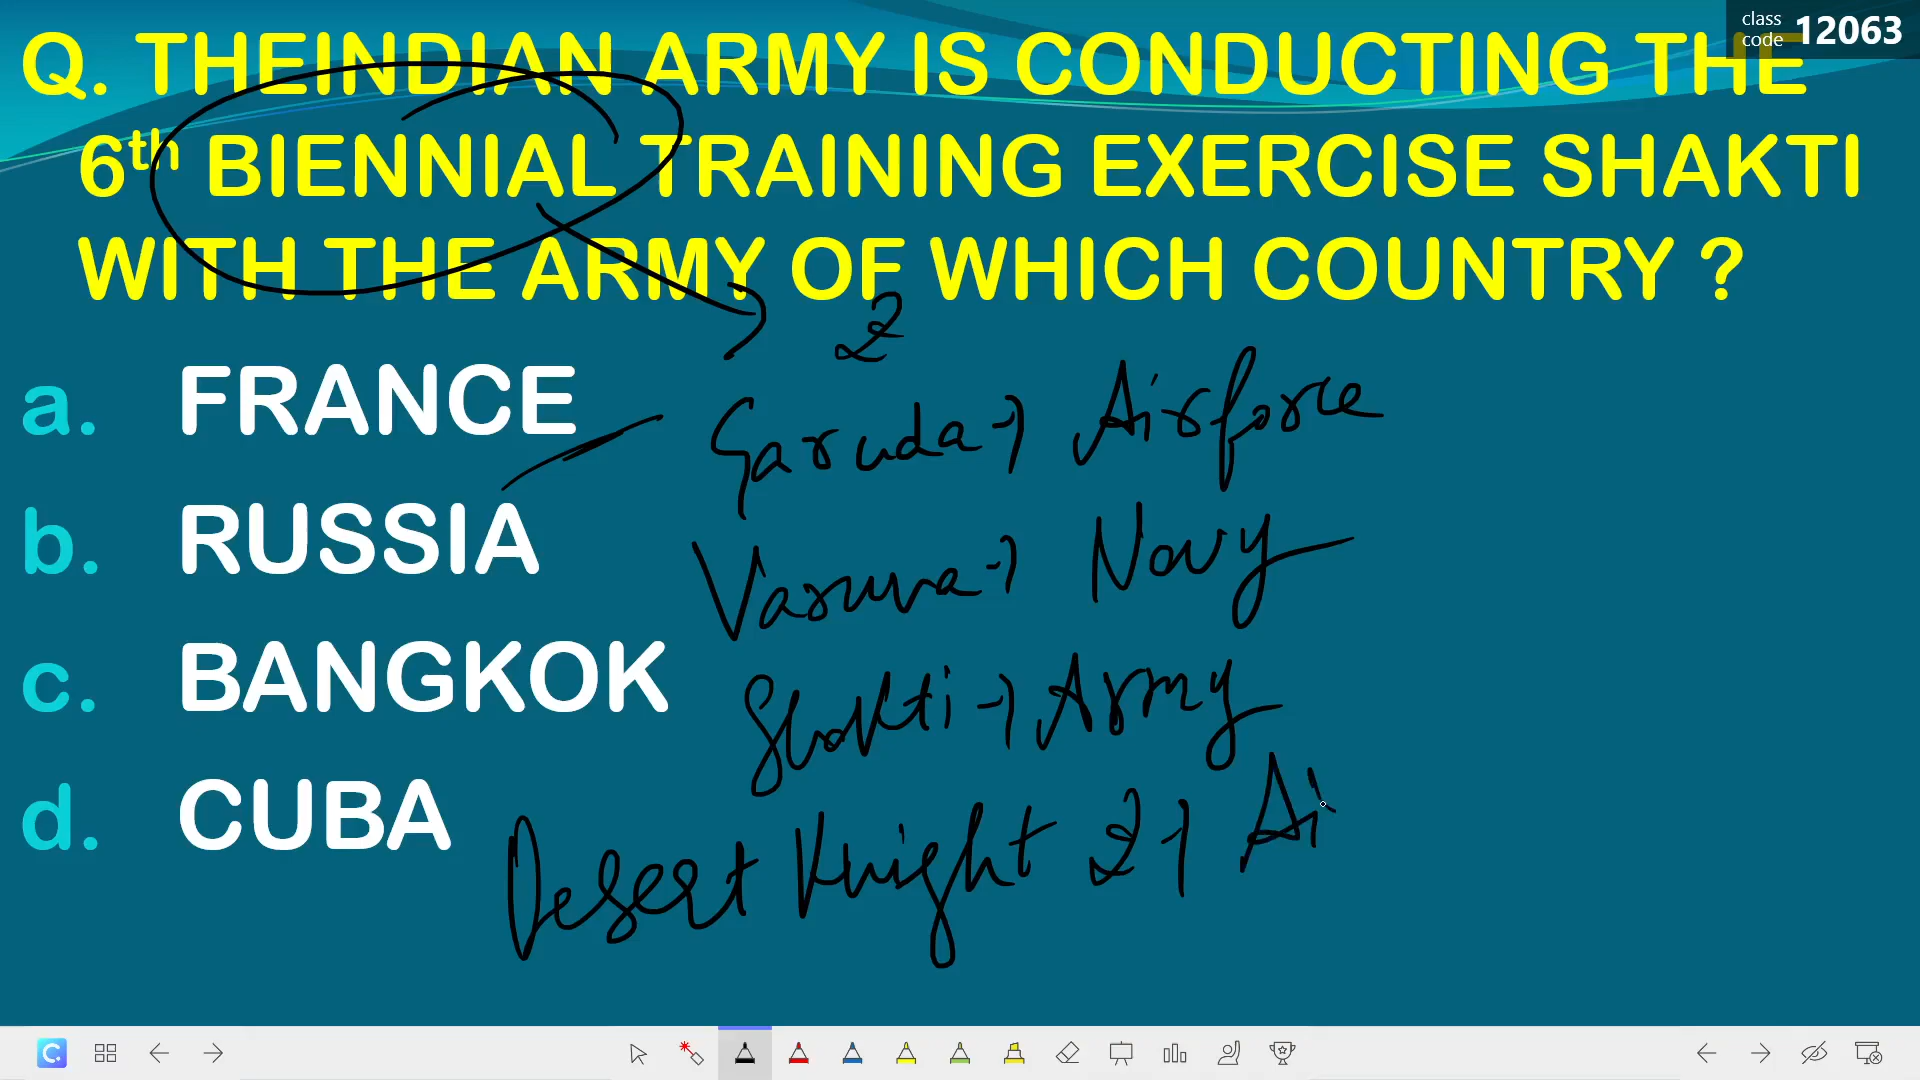 class code 12063
Q. THEINDIAN ARMY IS CONDUCTING THE
6th BIENNIAL TRAINING EXERCISE SHAKTI
WITH THE ARMY OF WHICH COUNTRY ?
2
a. FRANCE
Garuda → Airforce
b. RUSSIA
Varuna → Navy
c. BANGKOK
Shakti → Army
d. CUBA
Desert Knight 21 Ai